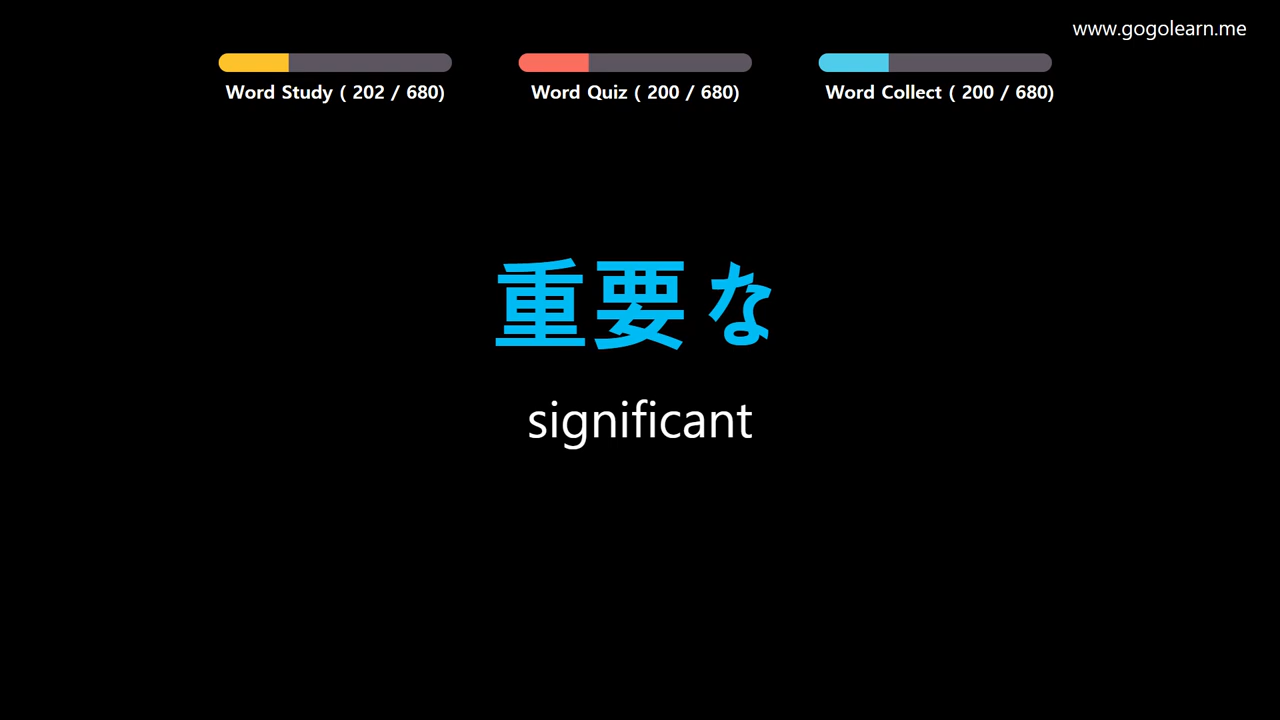 www.gogolearn.me
Word Study ( 202 / 680)
Word Quiz ( 200 / 680)
Word Collect ( 200 / 680)
重要な
significant